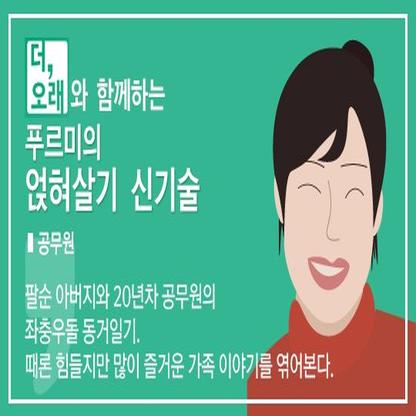 더,
오래와 함께하는
푸르미의
얹혀살기 신기술
공무원
팔순 아버지와 20년차 공무원의
좌충우돌 동거일기.
때론 힘들지만 많이 즐거운 가족 이야기를 엮어본다.